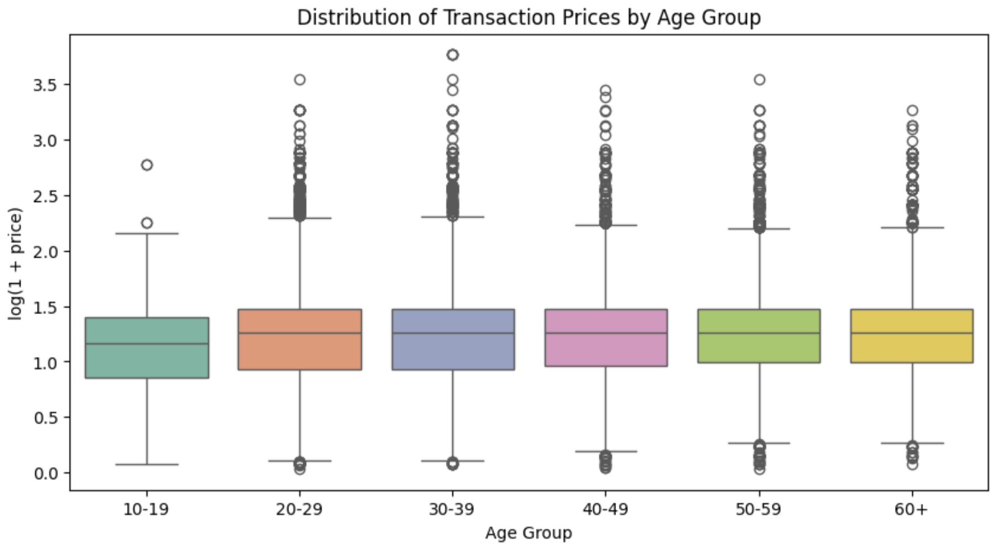 Distribution of Transaction Prices by Age Group
log(1 + price)
3.5
3.0
2.5
2.0
1.5
1.0
0.5
0.0
10-19 20-29 30-39 40-49 50-59 60+
Age Group